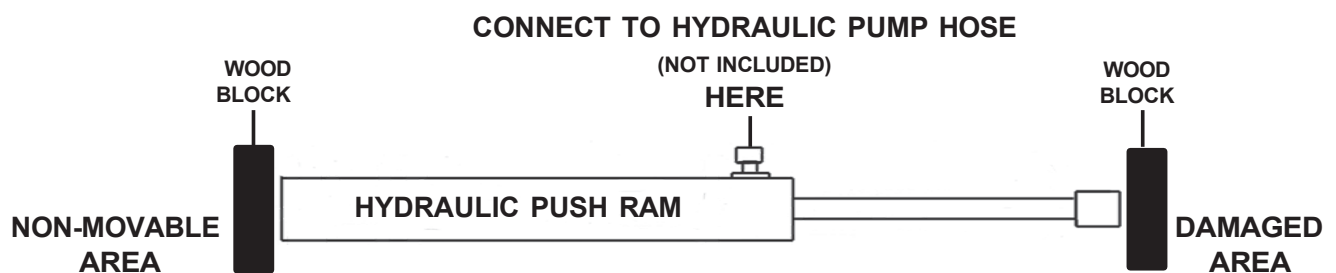 CONNECT TO HYDRAULIC PUMP HOSE
(NOT INCLUDED)
HERE
WOOD
BLOCK
WOOD
BLOCK
HYDRAULIC PUSH RAM
NON-MOVABLE
AREA
DAMAGED
AREA